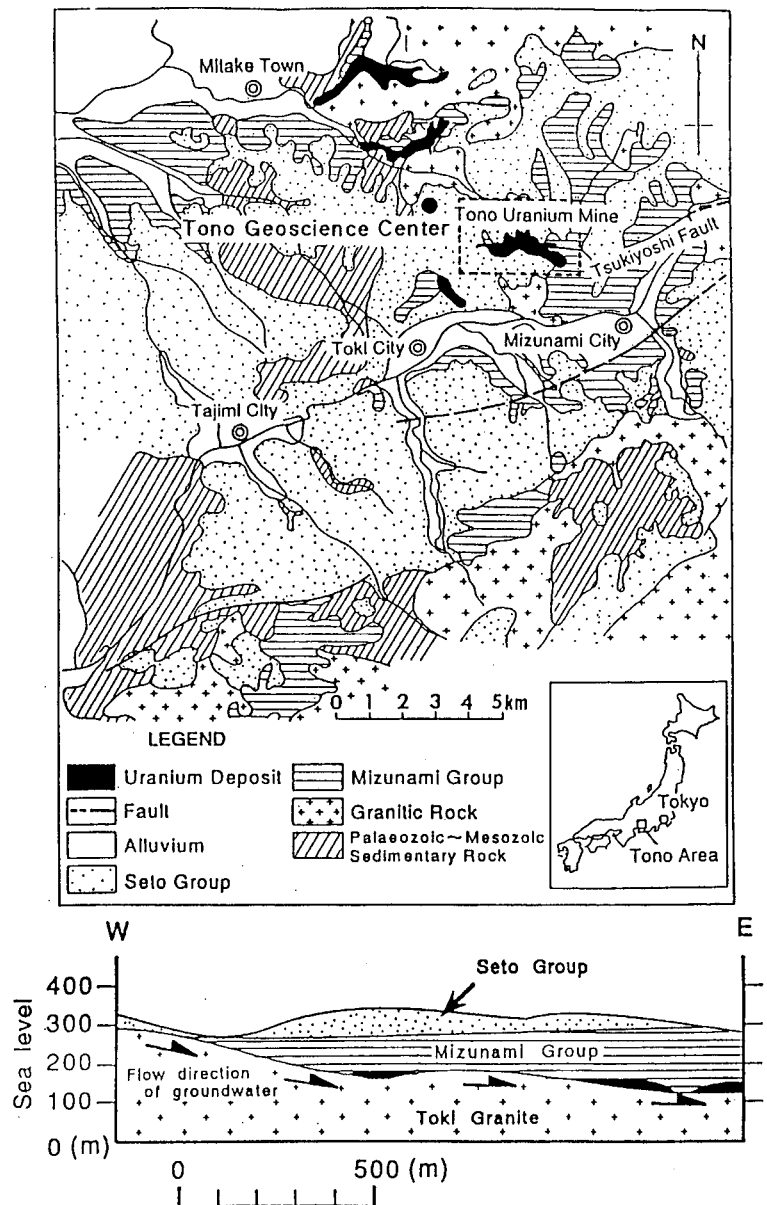 Mitake Town
N
Tono Geoscience Center
Tono Uranium Mine
Tsukiyoshi Fault
Toki City
Mizunami City
Tajimi City
0 1 2 3 4 5km
LEGEND
Uranium Deposit
Fault
Alluvium
Seto Group
Mizunami Group
Granitic Rock
Palaeozoic~Mesozoic
Sedimentary Rock
Tokyo
Tono Area
W
E
Sea level
400
300
200
100
0 (m)
Seto Group
Mizunami Group
Flow direction
of groundwater
Toki Granite
0 500 (m)